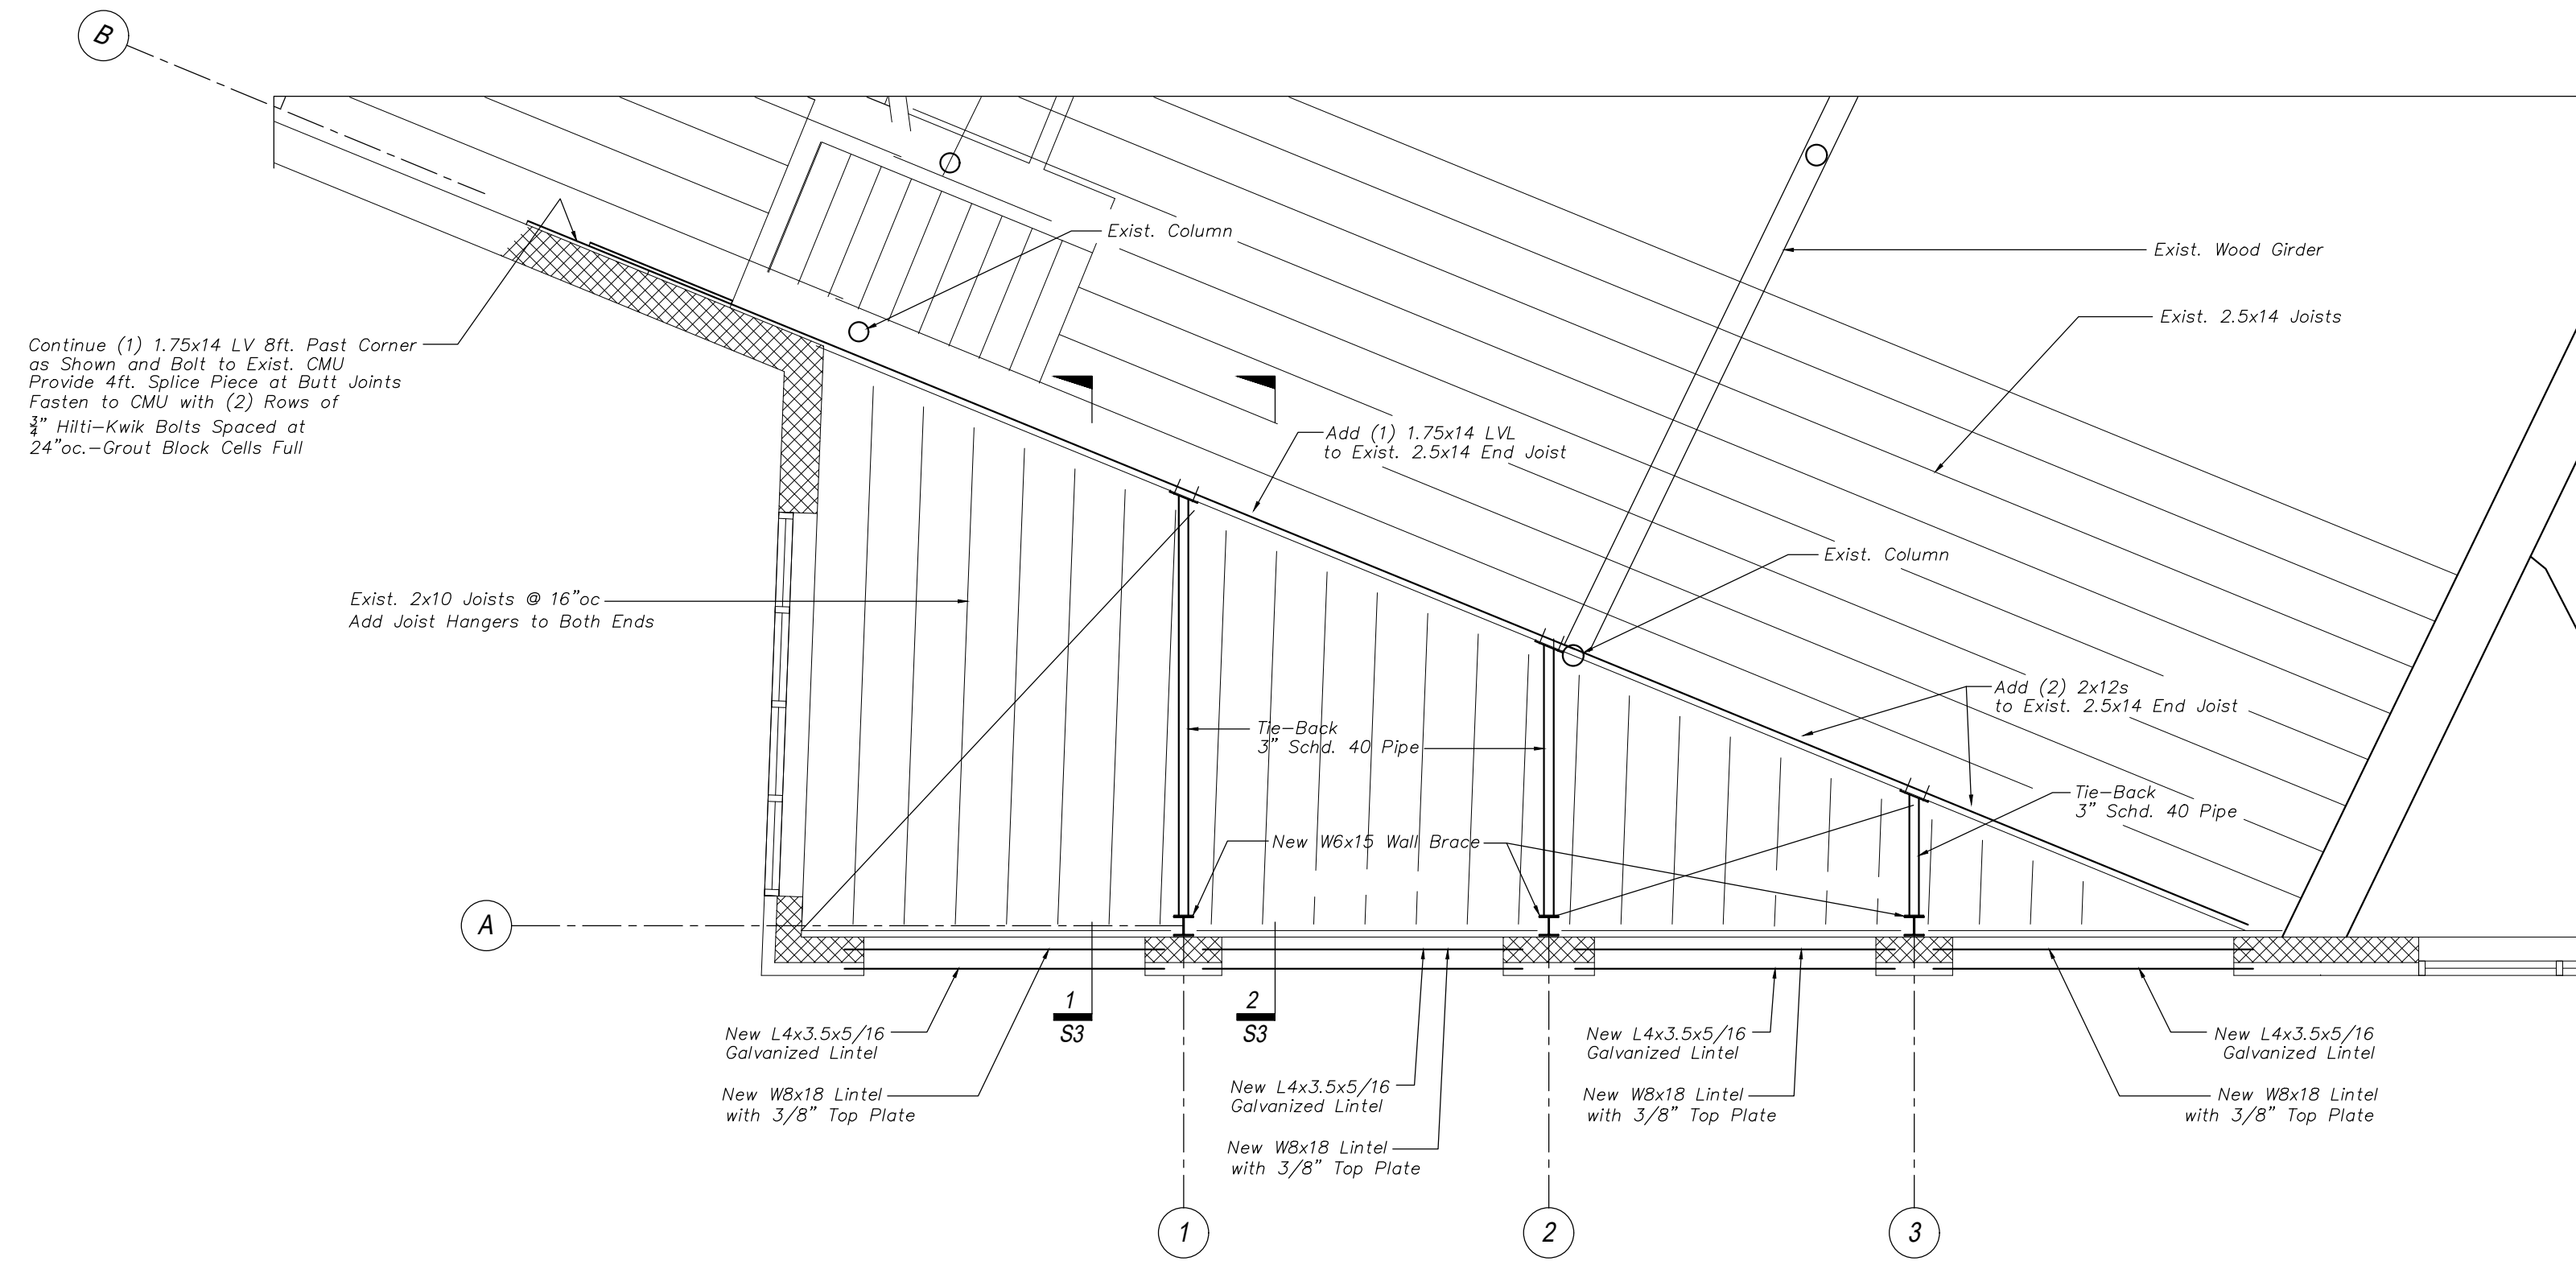 B
Exist. Column
Exist. Wood Girder
Exist. 2.5x14 Joists
Continue (1) 1.75x14 LV 8ft. Past Corner
as Shown and Bolt to Exist. CMU
Provide 4ft. Splice Piece at Butt Joints
Fasten to CMU with (2) Rows of
3/4" Hilti-Kwik Bolts Spaced at
24"oc.-Grout Block Cells Full
Add (1) 1.75x14 LVL
to Exist. 2.5x14 End Joist
Exist. Column
Exist. 2x10 Joists @ 16"oc
Add Joist Hangers to Both Ends
Add (2) 2x12s
to Exist. 2.5x14 End Joist
Tie-Back
3" Schd. 40 Pipe
Tie-Back
3" Schd. 40 Pipe
New W6x15 Wall Brace
A
1
S3
2
S3
New L4x3.5x5/16
Galvanized Lintel
New W8x18 Lintel
with 3/8" Top Plate
New L4x3.5x5/16
Galvanized Lintel
New W8x18 Lintel
with 3/8" Top Plate
New L4x3.5x5/16
Galvanized Lintel
New W8x18 Lintel
with 3/8" Top Plate
New L4x3.5x5/16
Galvanized Lintel
New W8x18 Lintel
with 3/8" Top Plate
1
2
3